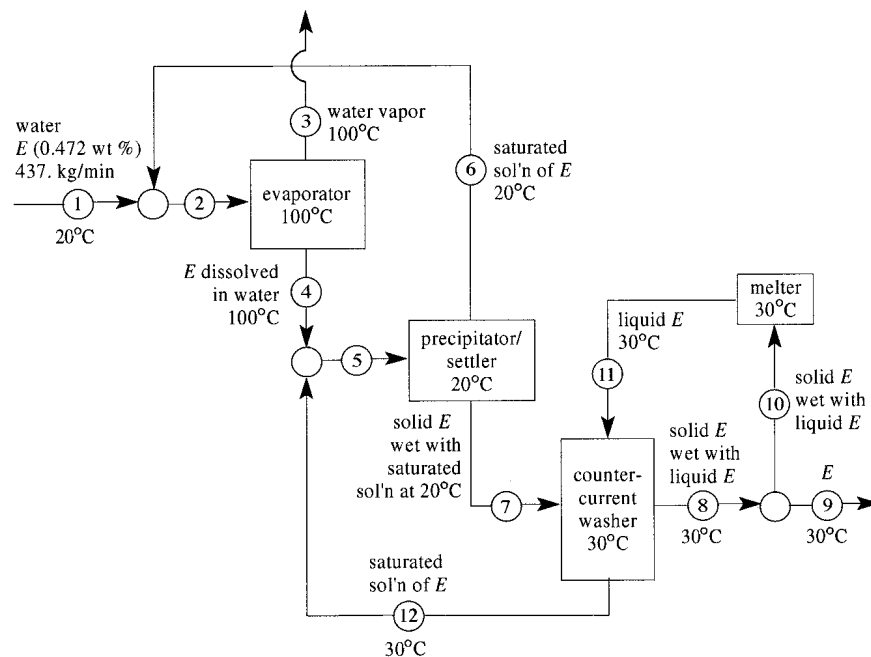 water
E (0.472 wt %)
437. kg/min
1
20°C
2
3
water vapor
100°C
evaporator
100°C
6
saturated
sol'n of E
20°C
E dissolved
in water
100°C
4
5
precipitator/
settler
20°C
solid E
wet with
saturated
sol'n at 20°C
7
melter
30°C
liquid E
30°C
11
10
solid E
wet with
liquid E
counter-
current
washer
30°C
solid E
wet with
liquid E
8
30°C
E
9
30°C
saturated
sol'n of E
12
30°C